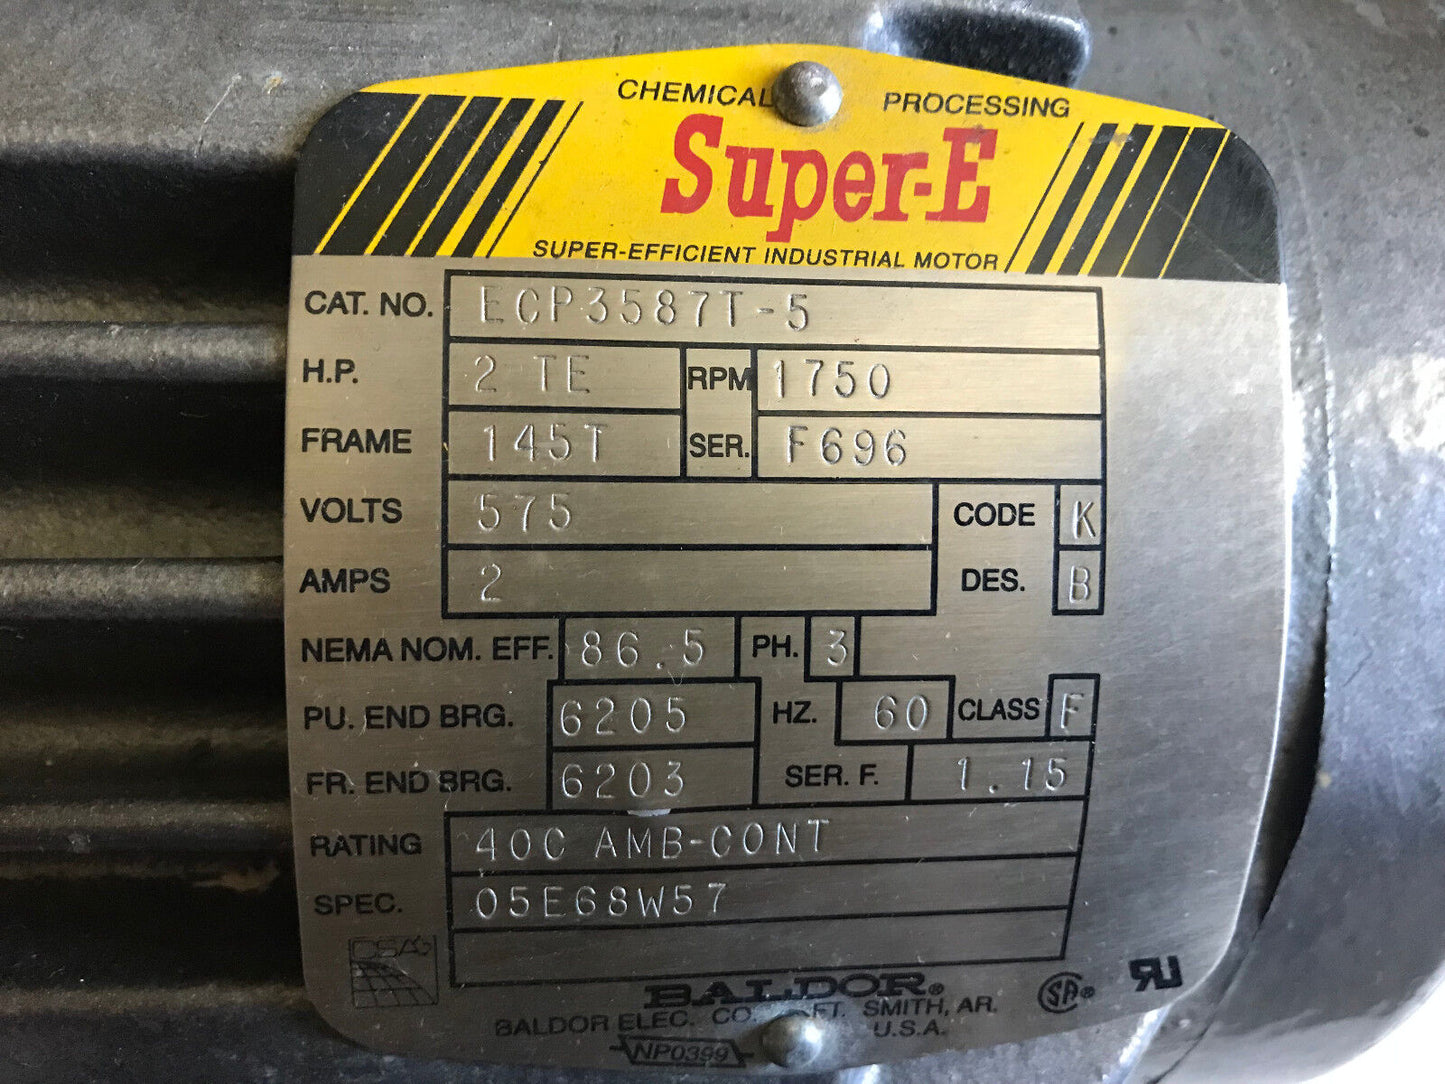 CHEMICAL PROCESSING
Super-E
SUPER-EFFICIENT INDUSTRIAL MOTOR
CAT. NO. ECP3587T-5
H.P. 2 TE RPM 1750
FRAME 145T SER. F696
VOLTS 575 CODE K
AMPS 2 DES. B
NEMA NOM. EFF. 86.5 PH. 3
PU. END BRG. 6205 HZ. 60 CLASS F
FR. END BRG. 6203 SER. F. 1.15
RATING 40C AMB-CONT
SPEC. 05E68W57
BALDOR®
BALDOR ELEC. CO. FT. SMITH, AR.
U.S.A.
NP0399